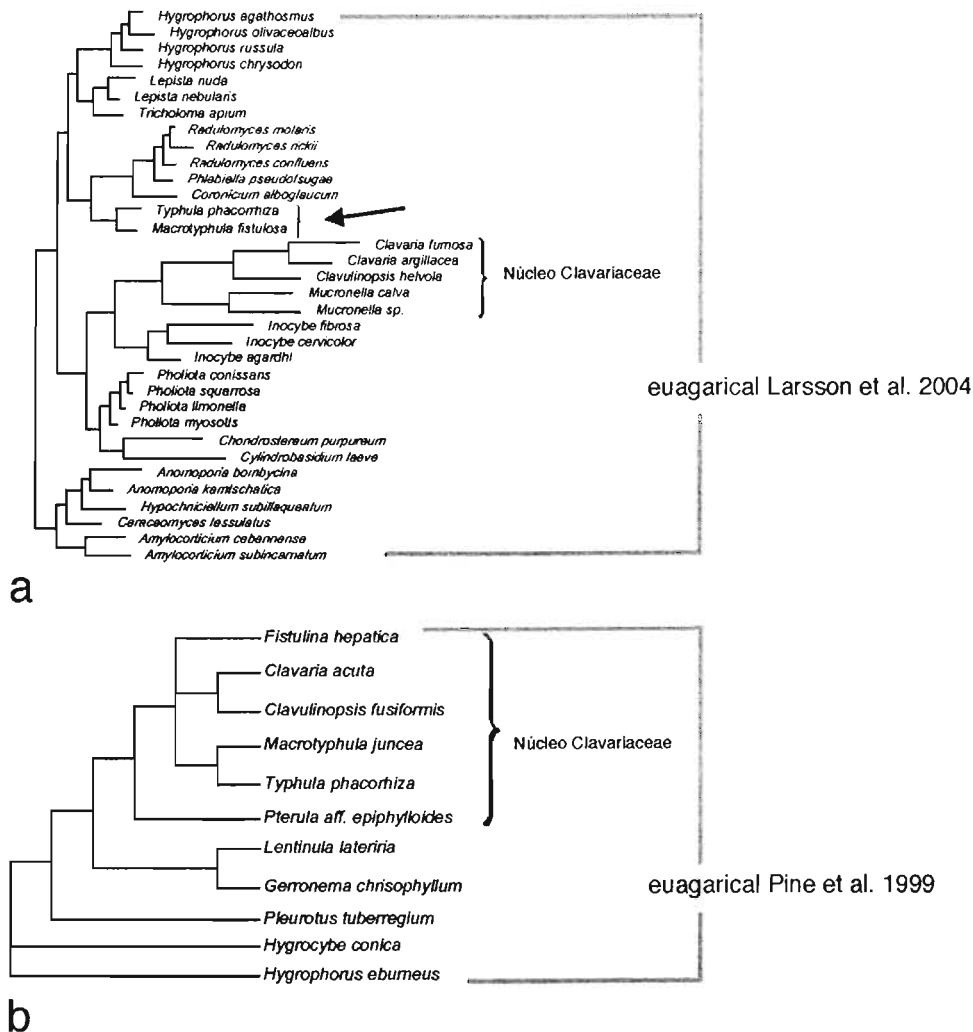 Hygrophorus agathosmus
Hygrophorus olivaceoalbus
Hygrophorus russula
Hygrophorus chrysodon
Lepista nuda
Lepista nebularis
Tricholoma apium
Radulomyces molaris
Radulomyces rickii
Radulomyces confluens
Phlebiella pseudotsugae
Coronicium alboglaucum
Typhula phacorrhiza
Macrotyphula fistulosa
Clavaria fumosa
Clavaria argillacea
Clavulinopsis helvola
Núcleo Clavariaceae
Mucronella calva
Mucronella sp.
Inocybe fibrosa
Inocybe cervicolor
Inocybe agardhi
Pholiota conissans
euagarical Larsson et al. 2004
Pholiota squarrosa
Pholiota limonella
Pholiota myosotis
Chondrostereum purpureum
Cylindrobasidium laeve
Anomoporia bombycina
Anomoporia kamtschatica
Hypochniciellum subillaqueatum
Ceraceomyces tessulatus
Amylocorticium cebennense
Amylocorticium subincarnatum
a
Fistulina hepatica
Clavaria acuta
Clavulinopsis fusiformis
Macrotyphula juncea
Núcleo Clavariaceae
Typhula phacorhiza
Pterula aff. epiphylloides
Lentinula lateriria
Gerronema chrisophyllum
euagarical Pine et al. 1999
Pleurotus tuberregium
Hygrocybe conica
Hygrophorus eburneus
b